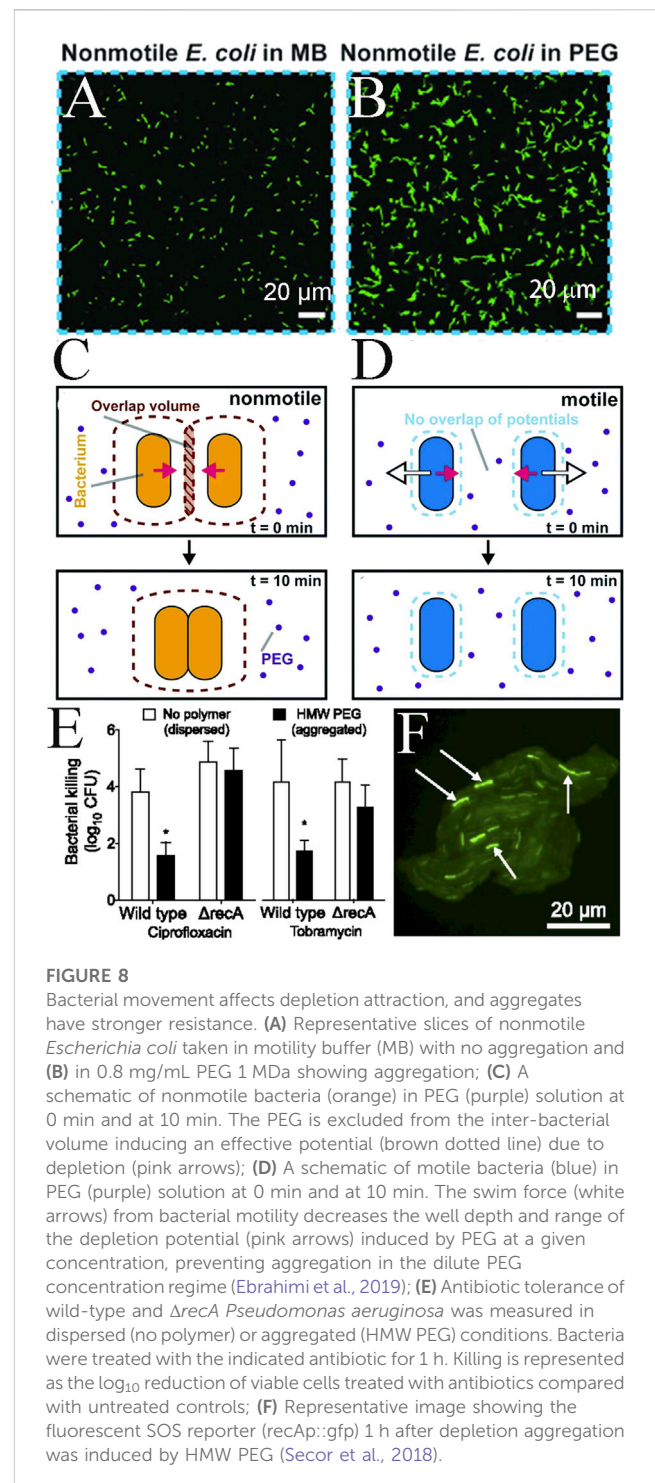 Nonmotile E. coli in MB Nonmotile E. coli in PEG
A
B
20 μm
20 μm
C
D
nonmotile
Overlap volume
Bacterium
t = 0 min
t = 10 min
PEG
motile
No overlap of potentials
t = 0 min
t = 10 min
E
No polymer
(dispersed)
HMW PEG
(aggregated)
Bacterial killing
(log₁₀ CFU)
6
4
2
0
*
*
Wild type ΔrecA
Ciprofloxacin
Wild type ΔrecA
Tobramycin
F
20 μm
FIGURE 8
Bacterial movement affects depletion attraction, and aggregates
have stronger resistance. (A) Representative slices of nonmotile
Escherichia coli taken in motility buffer (MB) with no aggregation and
(B) in 0.8 mg/mL PEG 1 MDa showing aggregation; (C) A
schematic of nonmotile bacteria (orange) in PEG (purple) solution at
0 min and at 10 min. The PEG is excluded from the inter-bacterial
volume inducing an effective potential (brown dotted line) due to
depletion (pink arrows); (D) A schematic of motile bacteria (blue) in
PEG (purple) solution at 0 min and at 10 min. The swim force (white
arrows) from bacterial motility decreases the well depth and range of
the depletion potential (pink arrows) induced by PEG at a given
concentration, preventing aggregation in the dilute PEG
concentration regime (Ebrahimi et al., 2019); (E) Antibiotic tolerance of
wild-type and ΔrecA Pseudomonas aeruginosa was measured in
dispersed (no polymer) or aggregated (HMW PEG) conditions. Bacteria
were treated with the indicated antibiotic for 1 h. Killing is represented
as the log₁₀ reduction of viable cells treated with antibiotics compared
with untreated controls; (F) Representative image showing the
fluorescent SOS reporter (recAp::gfp) 1 h after depletion aggregation
was induced by HMW PEG (Secor et al., 2018).